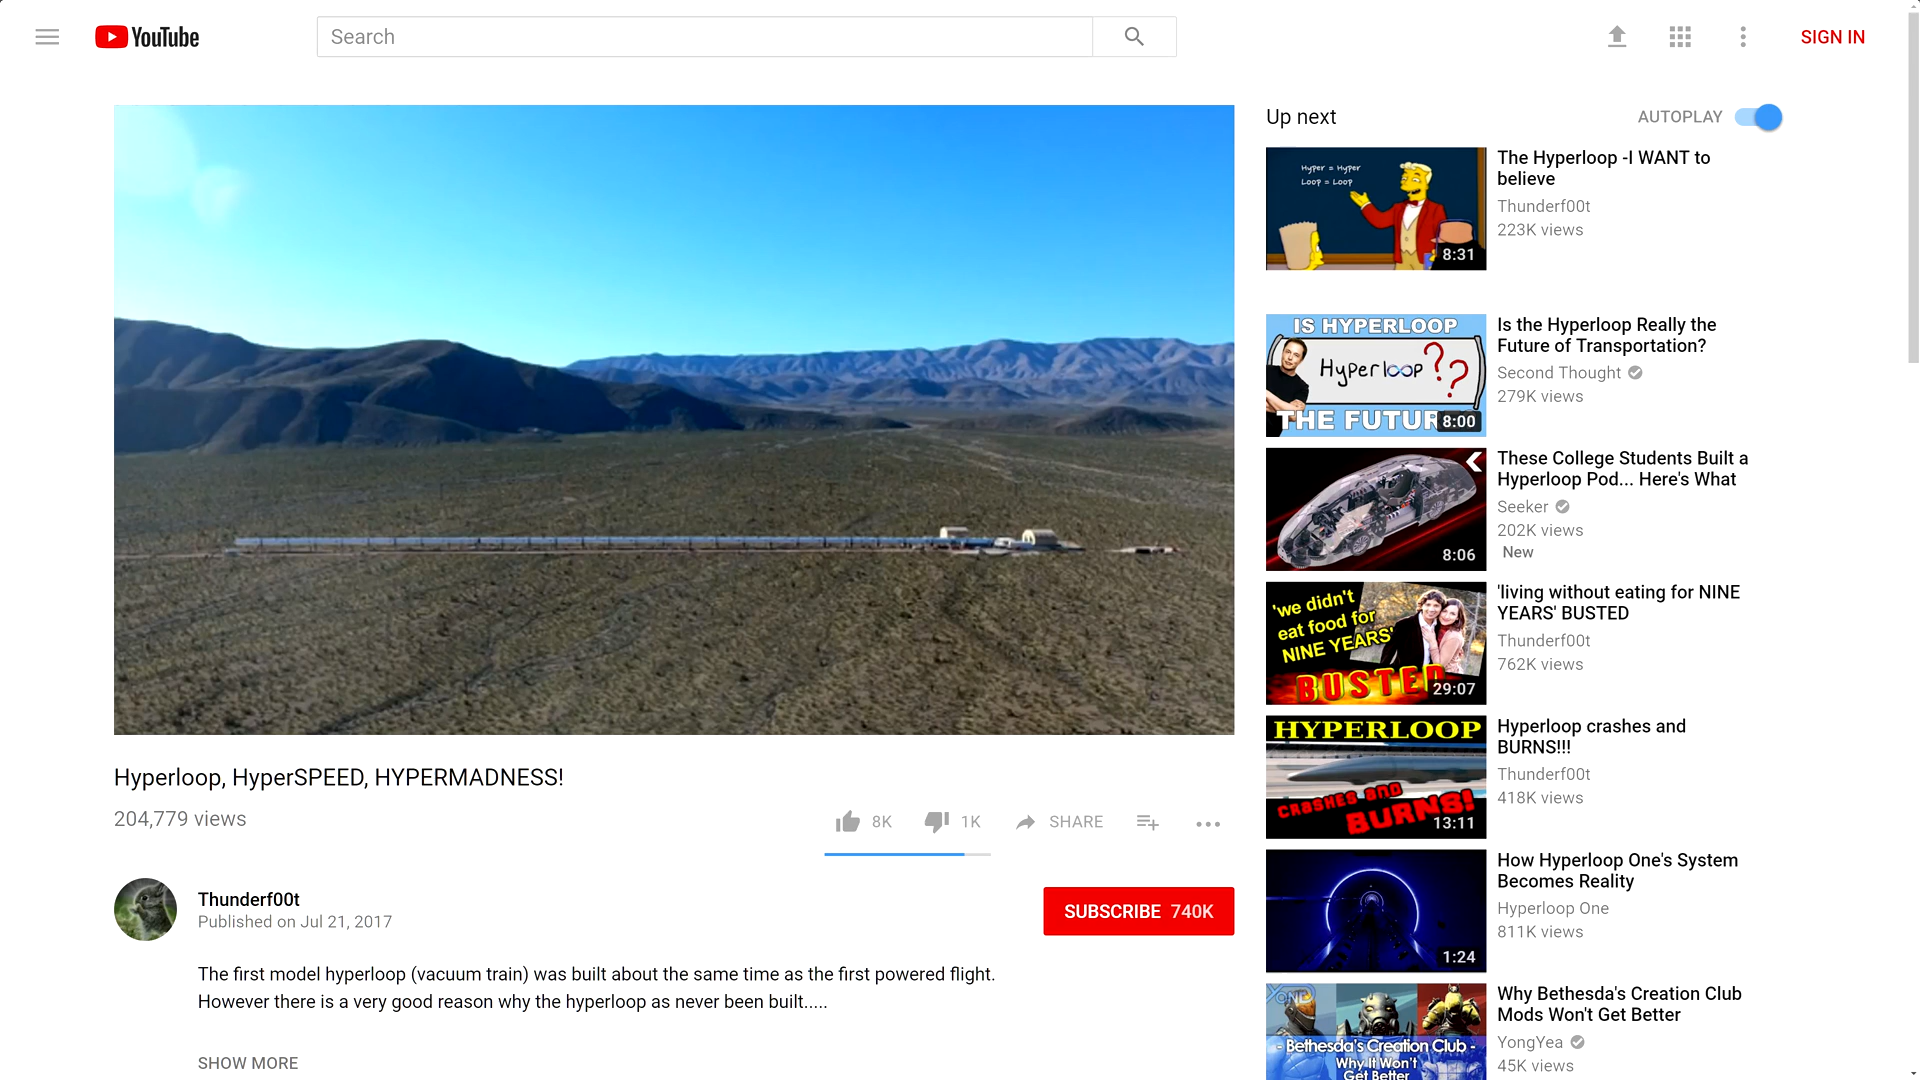 YouTube
Search
SIGN IN
Up next
AUTOPLAY
Hyper = Hyper
Loop = Loop
8:31
The Hyperloop -I WANT to
believe
Thunderf00t
223K views
IS HYPERLOOP
Hyperloop ??
THE FUTUR
8:00
Is the Hyperloop Really the
Future of Transportation?
Second Thought
279K views
8:06
These College Students Built a
Hyperloop Pod... Here's What
Seeker
202K views
New
'we didn't
eat food for
NINE YEARS'
BUSTED
29:07
'living without eating for NINE
YEARS' BUSTED
Thunderf00t
762K views
HYPERLOOP
CRASHES AND
BURNS!
13:11
Hyperloop crashes and
BURNS!!!
Thunderf00t
418K views
1:24
How Hyperloop One's System
Becomes Reality
Hyperloop One
811K views
- Bethesda's Creation Club -
Why It Won't
Get Better
Why Bethesda's Creation Club
Mods Won't Get Better
YongYea
45K views
Hyperloop, HyperSPEED, HYPERMADNESS!
204,779 views
8K
1K
SHARE
Thunderf00t
Published on Jul 21, 2017
SUBSCRIBE 740K
The first model hyperloop (vacuum train) was built about the same time as the first powered flight.
However there is a very good reason why the hyperloop as never been built.....
SHOW MORE